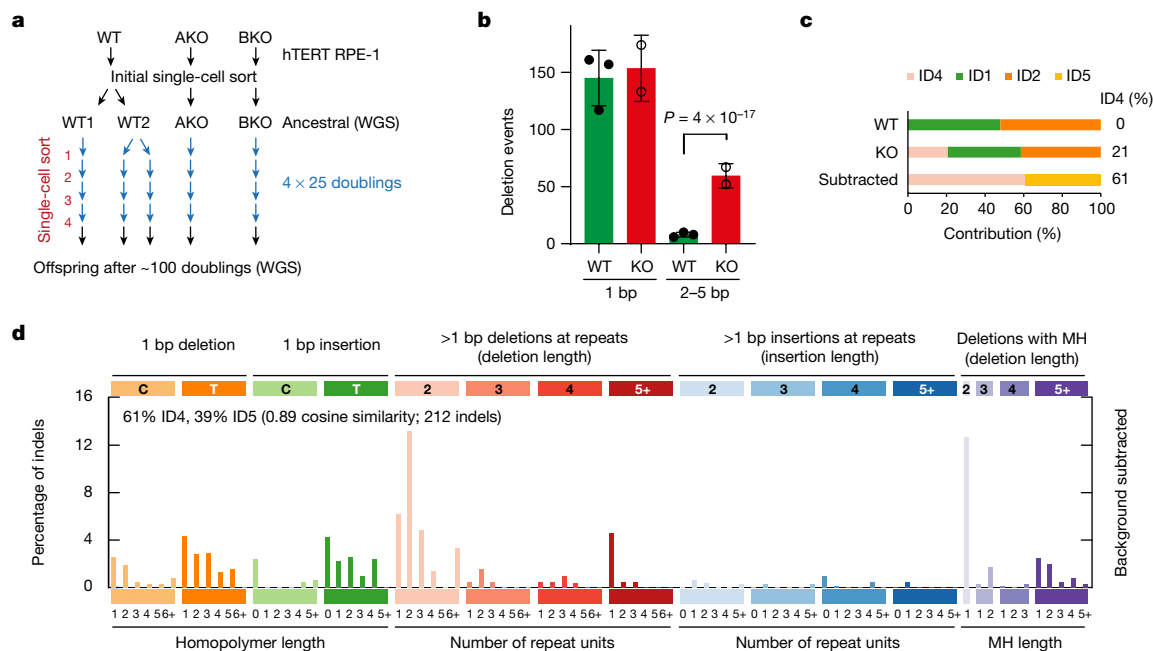 a
WT AKO BKO
hTERT RPE-1
Initial single-cell sort
WT1 WT2 AKO BKO
Ancestral (WGS)
Single-cell sort
1
2
3
4
4 × 25 doublings
Offspring after ~100 doublings (WGS)
b
Deletion events
150
100
50
0
P = 4 × 10⁻¹⁷
WT KO WT KO
1 bp 2–5 bp
c
ID4 ID1 ID2 ID5
ID4 (%)
WT 0
KO 21
Subtracted 61
0 20 40 60 80 100
Contribution (%)
d
1 bp deletion
1 bp insertion
>1 bp deletions at repeats
(deletion length)
>1 bp insertions at repeats
(insertion length)
Deletions with MH
(deletion length)
C T C T 2 3 4 5+ 2 3 4 5+ 2 3 4 5+
61% ID4, 39% ID5 (0.89 cosine similarity; 212 indels)
Percentage of indels
16
12
8
4
0
Background subtracted
1 2 3 4 5 6+ 1 2 3 4 5 6+ 0 1 2 3 4 5+ 0 1 2 3 4 5+ 1 2 3 4 5 6+ 1 2 3 4 5 6+ 1 2 3 4 5 6+ 1 2 3 4 5 6+ 0 1 2 3 4 5+ 0 1 2 3 4 5+ 0 1 2 3 4 5+ 0 1 2 3 4 5+ 1 1 2 1 2 3 1 2 3 4 5+
Homopolymer length
Number of repeat units
Number of repeat units
MH length